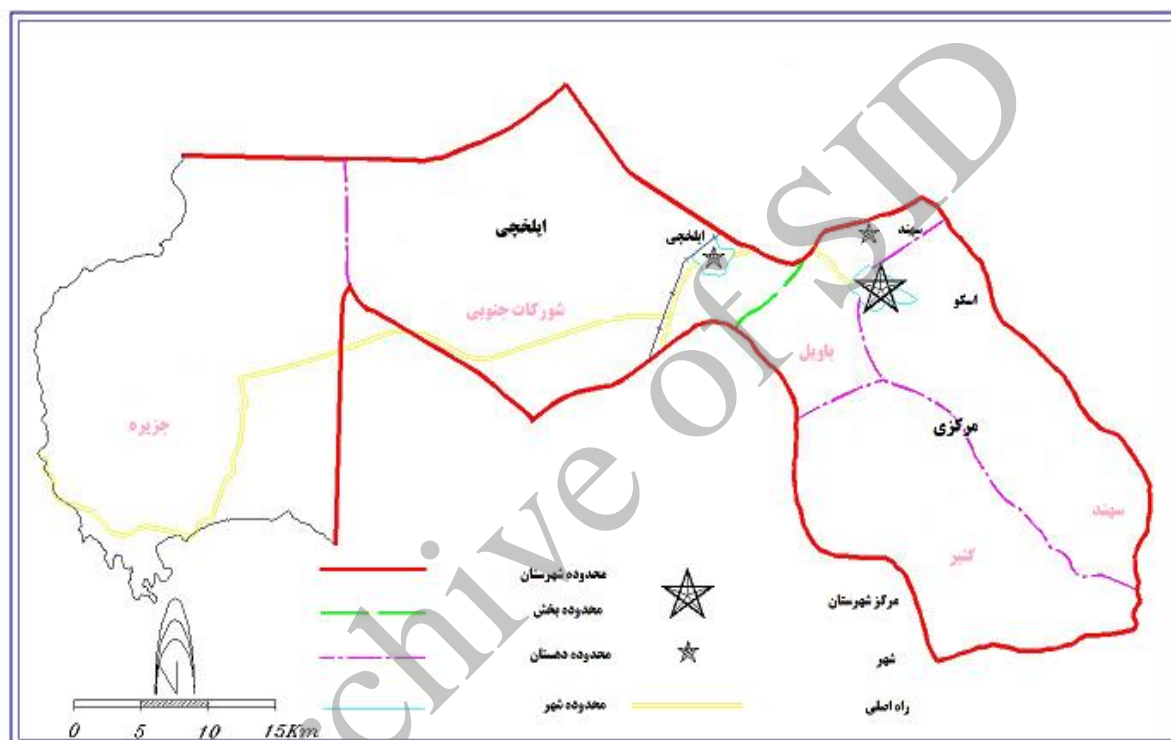 Archive of SID
سهند
ایلخچی
ایلخچی
اسکو
شورکات جنوبی
باویل
جزیره
مرکزی
سهند
گنبر
محدوده شهرستان
مرکز شهرستان
محدوده بخش
محدوده دهستان
شهر
محدوده شهر
راه اصلی
0 5 10 15Km